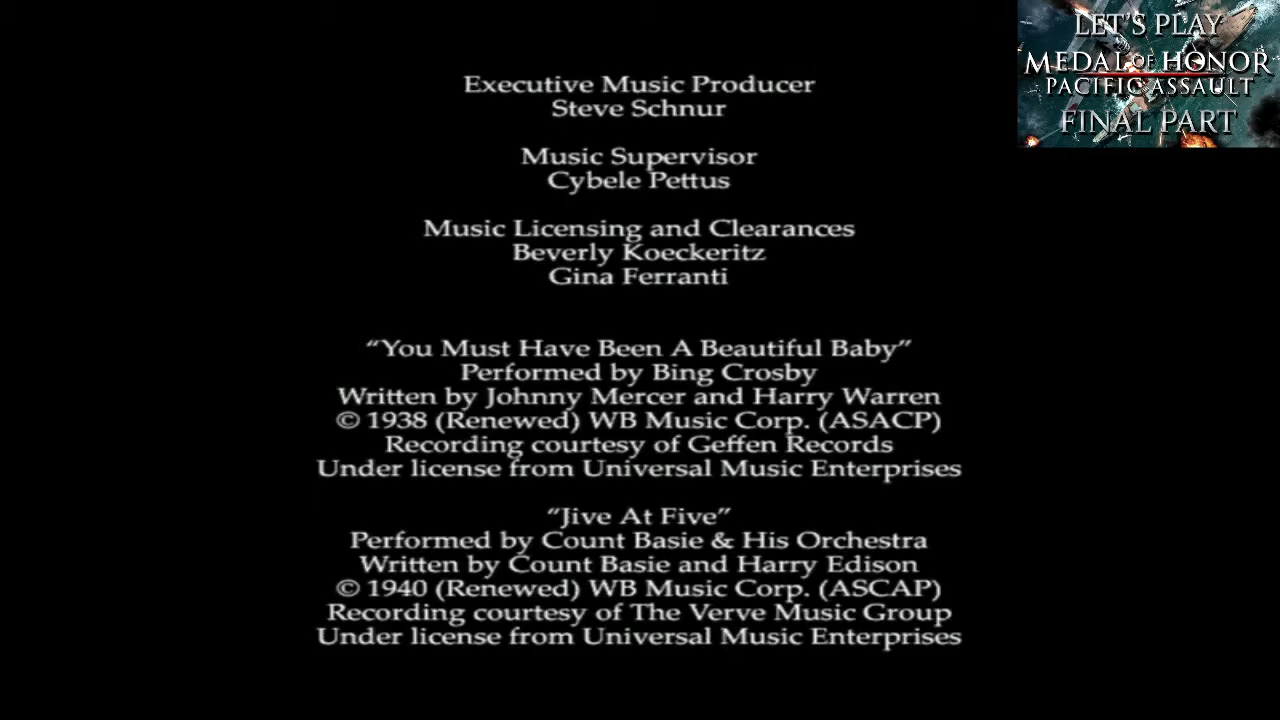 LET'S PLAY
MEDAL OF HONOR
PACIFIC ASSAULT
FINAL PART
Executive Music Producer
Steve Schnur
Music Supervisor
Cybele Pettus
Music Licensing and Clearances
Beverly Koeckeritz
Gina Ferranti
“You Must Have Been A Beautiful Baby”
Performed by Bing Crosby
Written by Johnny Mercer and Harry Warren
© 1938 (Renewed) WB Music Corp. (ASACP)
Recording courtesy of Geffen Records
Under license from Universal Music Enterprises
“Jive At Five”
Performed by Count Basie & His Orchestra
Written by Count Basie and Harry Edison
© 1940 (Renewed) WB Music Corp. (ASCAP)
Recording courtesy of The Verve Music Group
Under license from Universal Music Enterprises